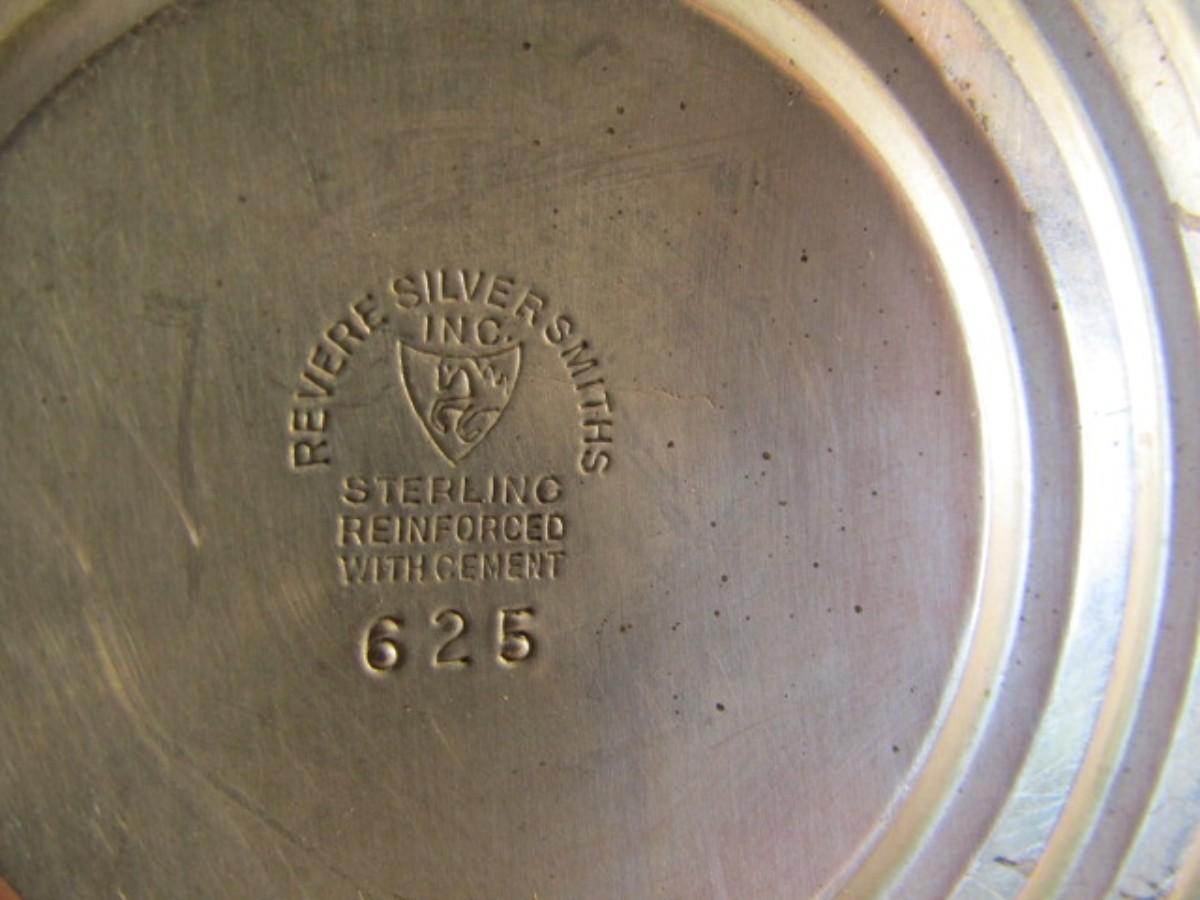 REVERE SILVERSMITHS
INC.
STERLING
REINFORCED
WITH CEMENT
625